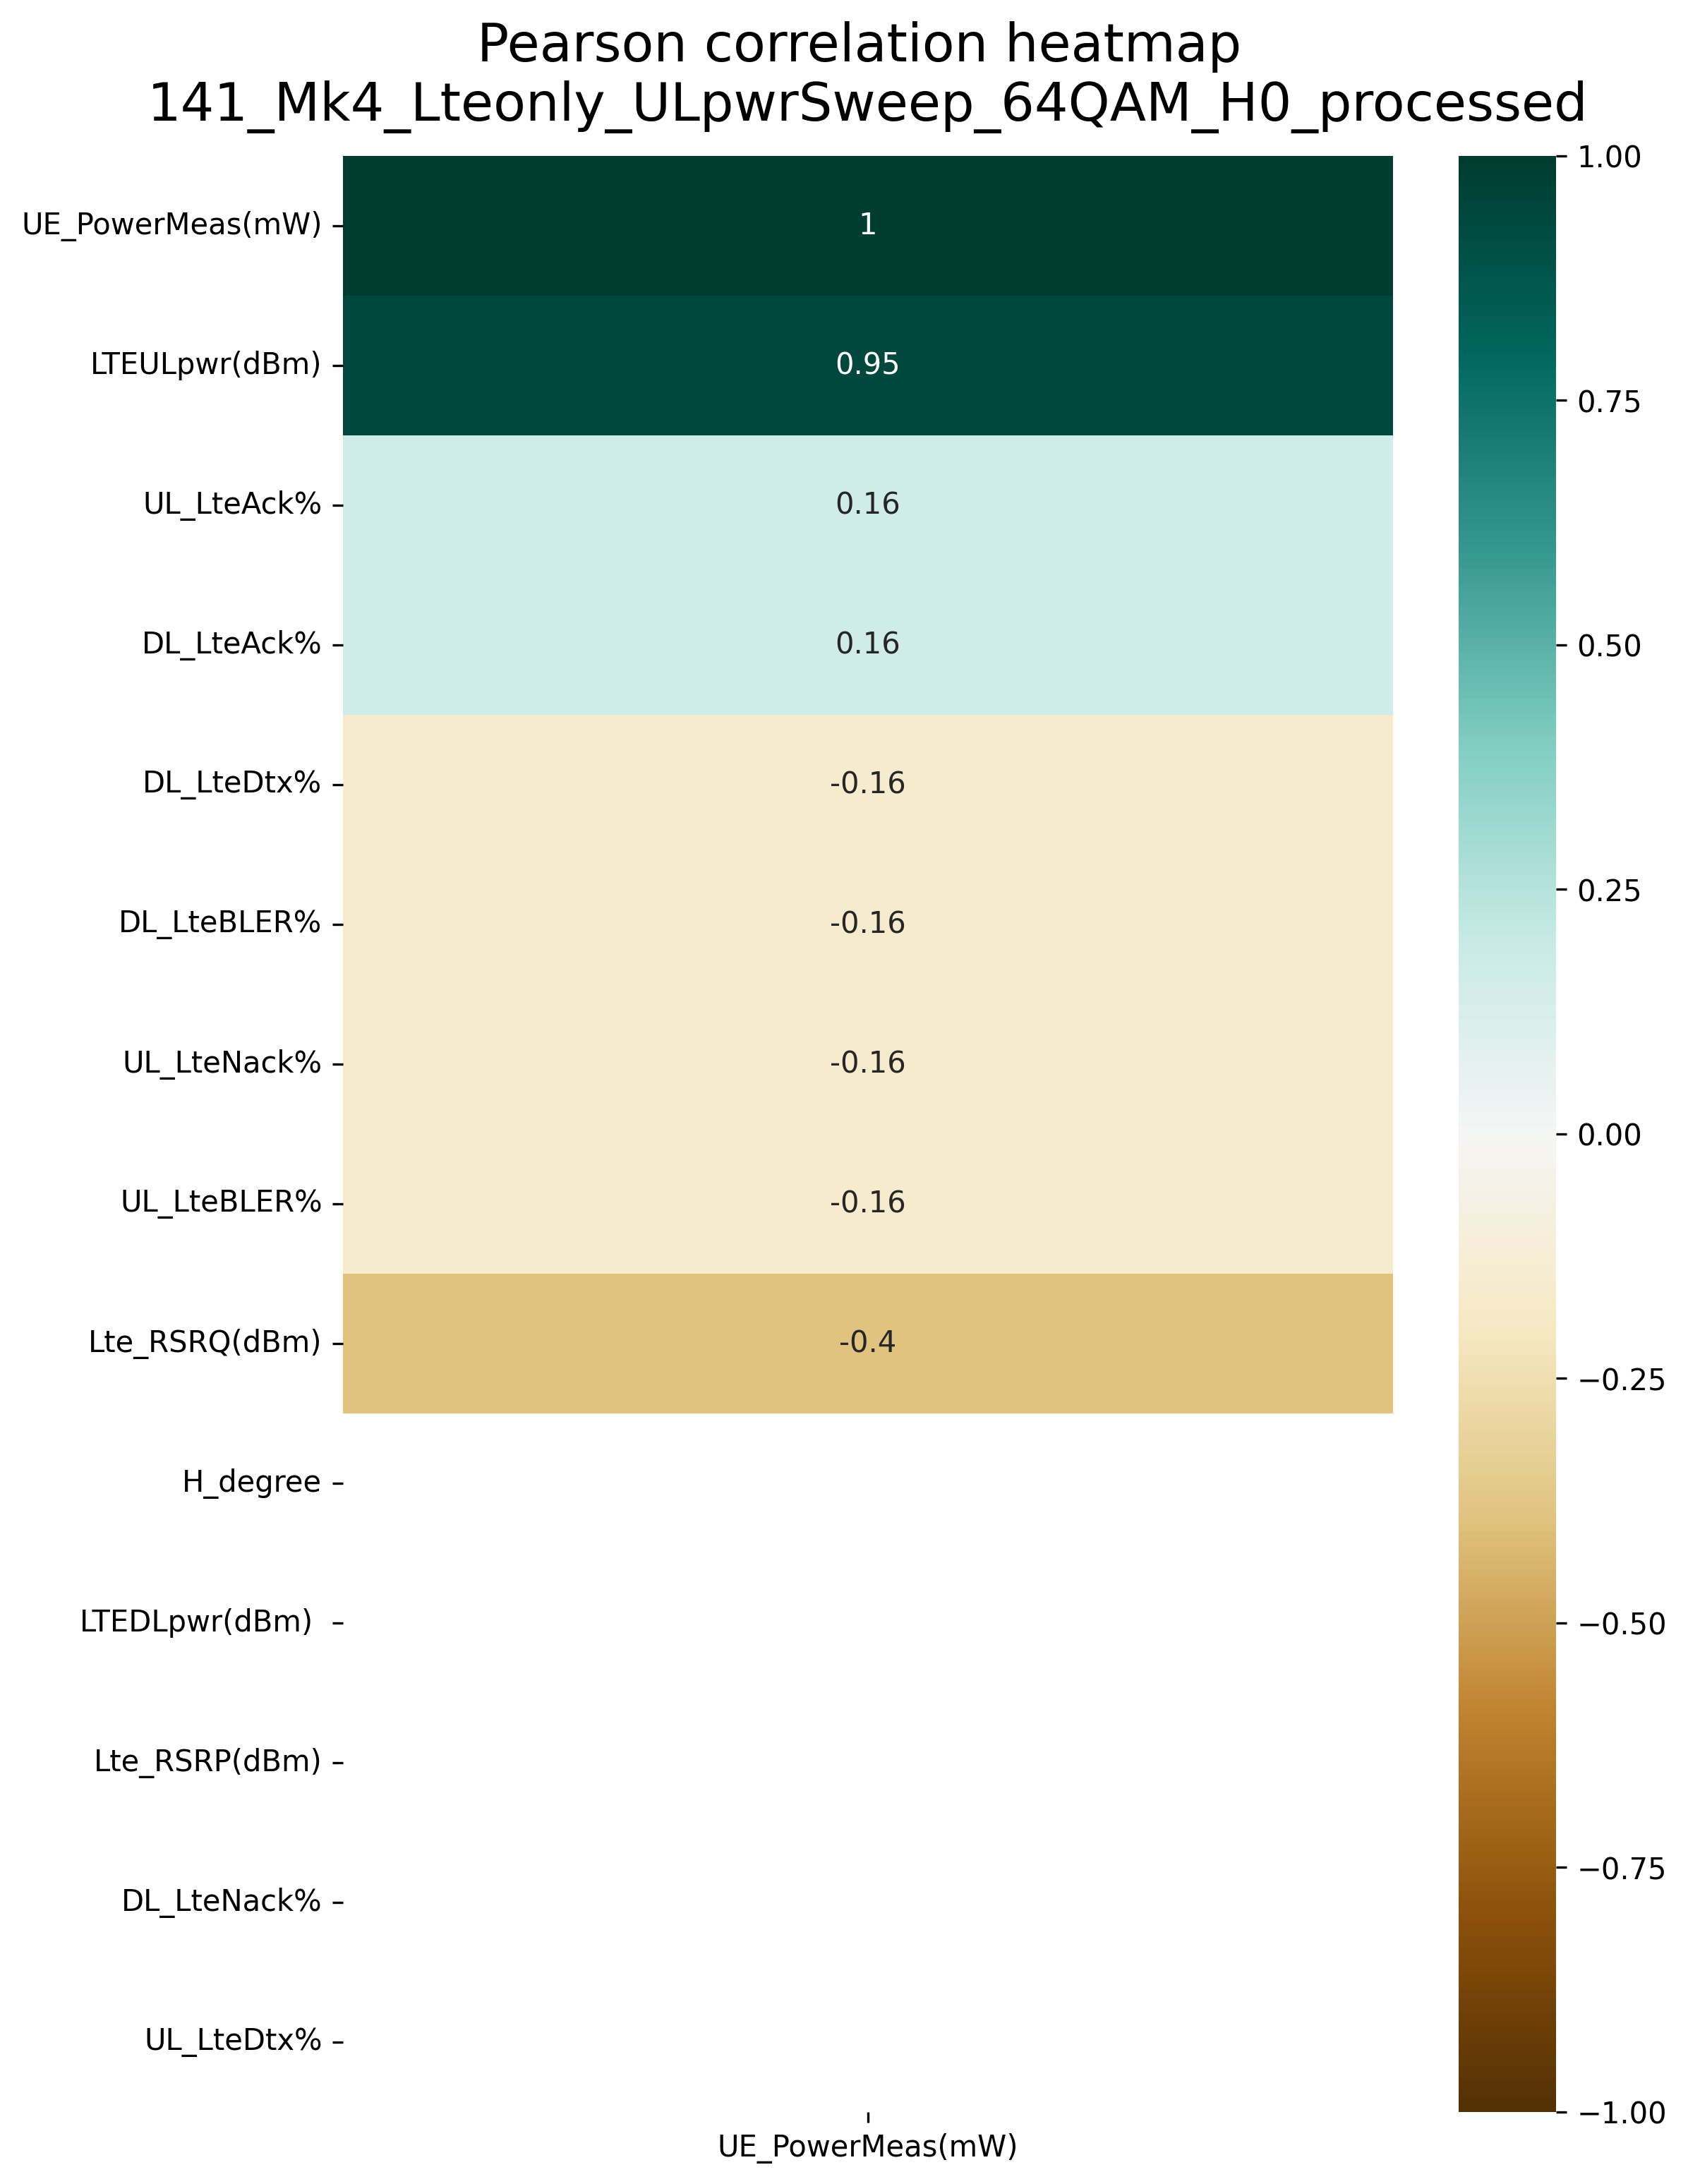 Pearson correlation heatmap
141_Mk4_Lteonly_ULpwrSweep_64QAM_H0_processed
UE_PowerMeas(mW)
1
LTEULpwr(dBm)
0.95
UL_LteAck%
0.16
DL_LteAck%
0.16
DL_LteDtx%
-0.16
DL_LteBLER%
-0.16
UL_LteNack%
-0.16
UL_LteBLER%
-0.16
Lte_RSRQ(dBm)
-0.4
H_degree
LTEDLpwr(dBm)
Lte_RSRP(dBm)
DL_LteNack%
UL_LteDtx%
UE_PowerMeas(mW)
1.00
0.75
0.50
0.25
0.00
−0.25
−0.50
−0.75
−1.00